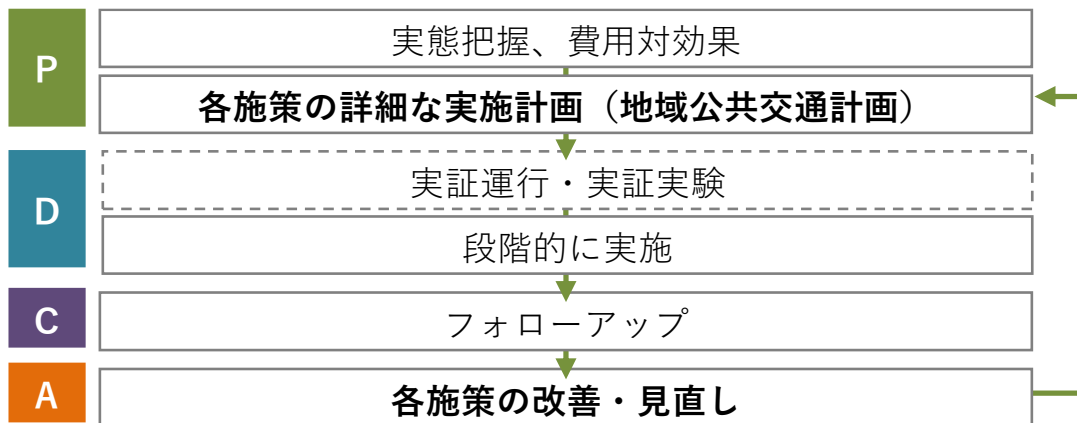 P
実態把握、費用対効果
各施策の詳細な実施計画（地域公共交通計画）
D
実証運行・実証実験
段階的に実施
C
フォローアップ
A
各施策の改善・見直し